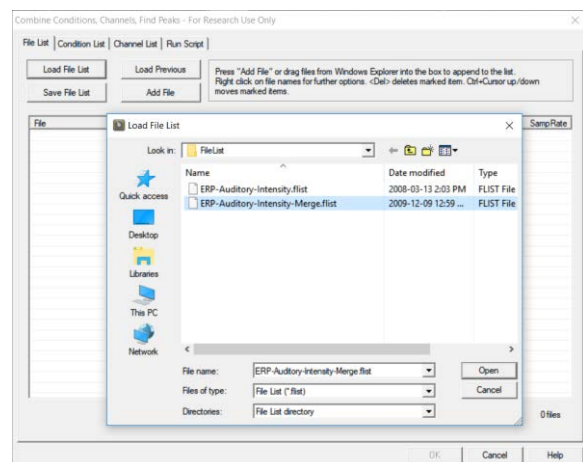 Combine Conditions, Channels, Find Peaks - For Research Use Only
File List Condition List Channel List Run Script
Load File List Load Previous
Save File List Add File
Press "Add File" or drag files from Windows Explorer into the box to append to the list.
Right click on file names for further options. <Del> deletes marked item. Ctrl+Cursor up/down
moves marked items.
File SampRate
Load File List
Look in: FileList
Name Date modified Type
ERP-Auditory-Intensity.flist 2008-03-13 2:03 PM FLIST File
ERP-Auditory-Intensity-Merge.flist 2009-12-09 12:59 ... FLIST File
Quick access
Desktop
Libraries
This PC
Network
File name: ERP-Auditory-Intensity-Merge.flist Open
Files of type: File List (*.flist) Cancel
Directories: File List directory
0 files
OK Cancel Help